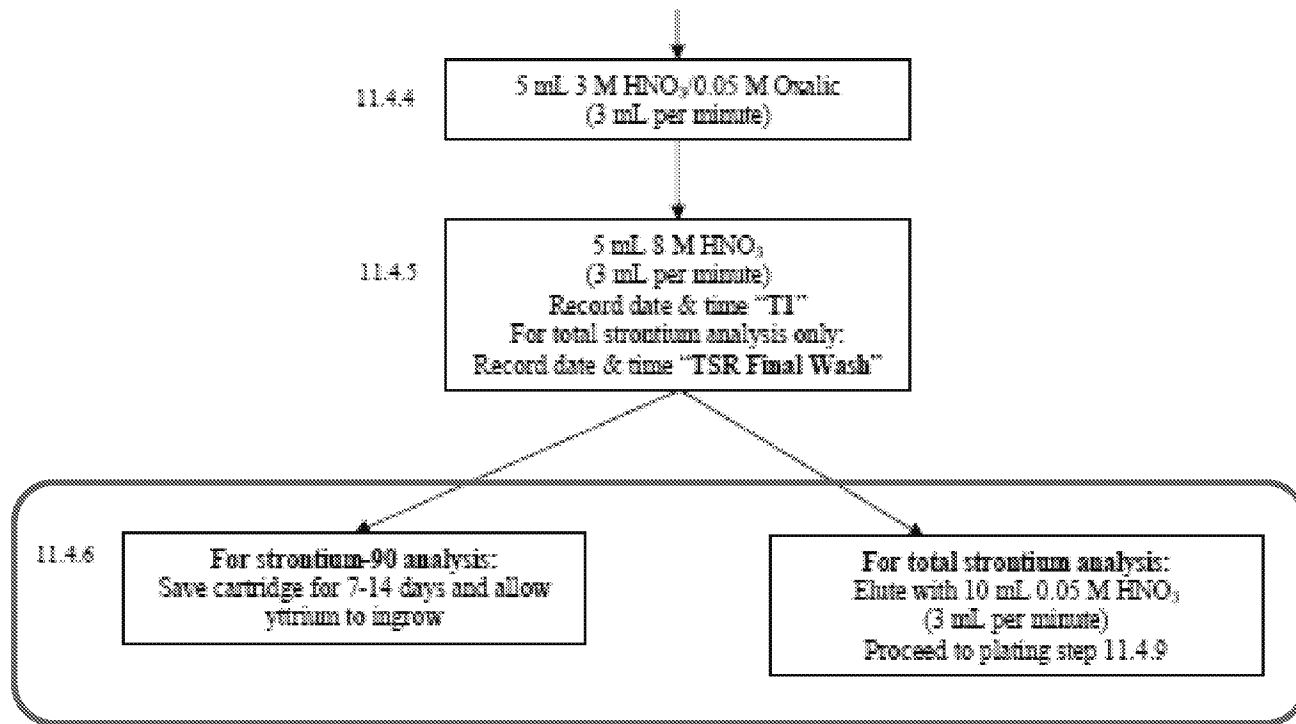 11.4.4
5 mL 3 M HNO₃/0.05 M Oxalic
(3 mL per minute)
11.4.5
5 mL 8 M HNO₃
(3 mL per minute)
Record date & time “T1”
For total strontium analysis only:
Record date & time “TSR Final Wash”
11.4.6
For strontium-90 analysis:
Save cartridge for 7-14 days and allow
yttrium to ingrow
For total strontium analysis:
Elute with 10 mL 0.05 M HNO₃
(3 mL per minute)
Proceed to plating step 11.4.9